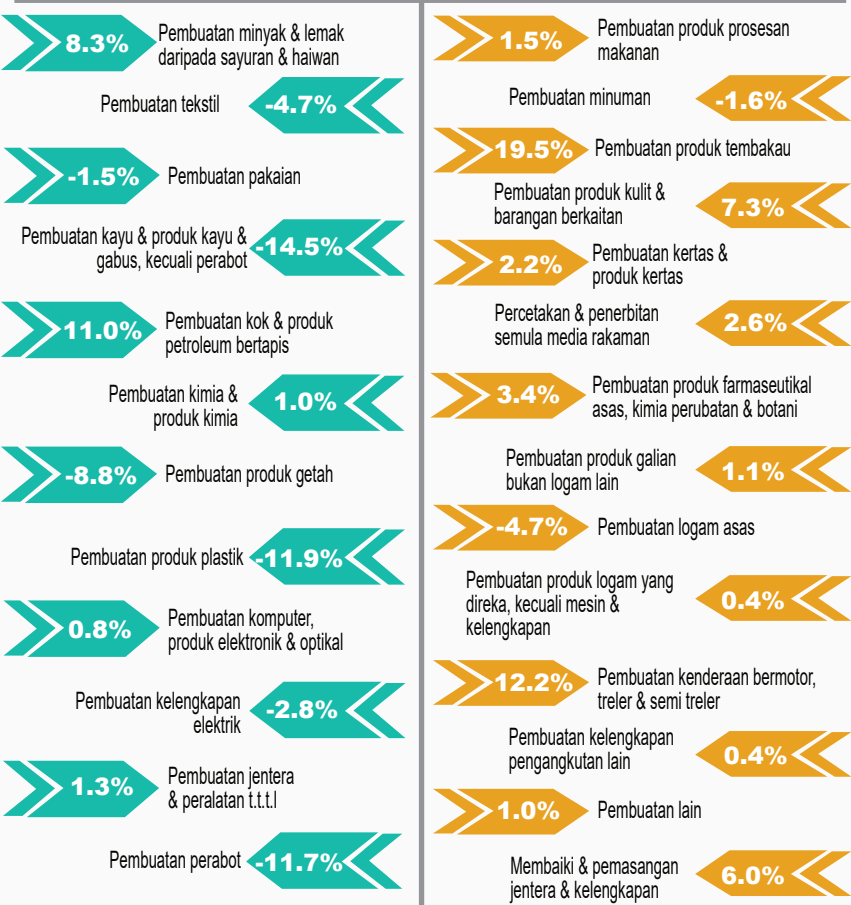 8.3%
Pembuatan minyak & lemak
daripada sayuran & haiwan
Pembuatan tekstil
-4.7%
-1.5%
Pembuatan pakaian
Pembuatan kayu & produk kayu &
gabus, kecuali perabot
-14.5%
11.0%
Pembuatan kok & produk
petroleum bertapis
Pembuatan kimia &
produk kimia
1.0%
-8.8%
Pembuatan produk getah
Pembuatan produk plastik
-11.9%
0.8%
Pembuatan komputer,
produk elektronik & optikal
Pembuatan kelengkapan
elektrik
-2.8%
1.3%
Pembuatan jentera
& peralatan t.t.t.l
Pembuatan perabot
-11.7%
1.5%
Pembuatan produk prosesan
makanan
Pembuatan minuman
-1.6%
19.5%
Pembuatan produk tembakau
Pembuatan produk kulit &
barangan berkaitan
7.3%
2.2%
Pembuatan kertas &
produk kertas
Percetakan & penerbitan
semula media rakaman
2.6%
3.4%
Pembuatan produk farmaseutikal
asas, kimia perubatan & botani
Pembuatan produk galian
bukan logam lain
1.1%
-4.7%
Pembuatan logam asas
Pembuatan produk logam yang
direka, kecuali mesin &
kelengkapan
0.4%
12.2%
Pembuatan kenderaan bermotor,
treler & semi treler
Pembuatan kelengkapan
pengangkutan lain
0.4%
1.0%
Pembuatan lain
Membaiki & pemasangan
jentera & kelengkapan
6.0%